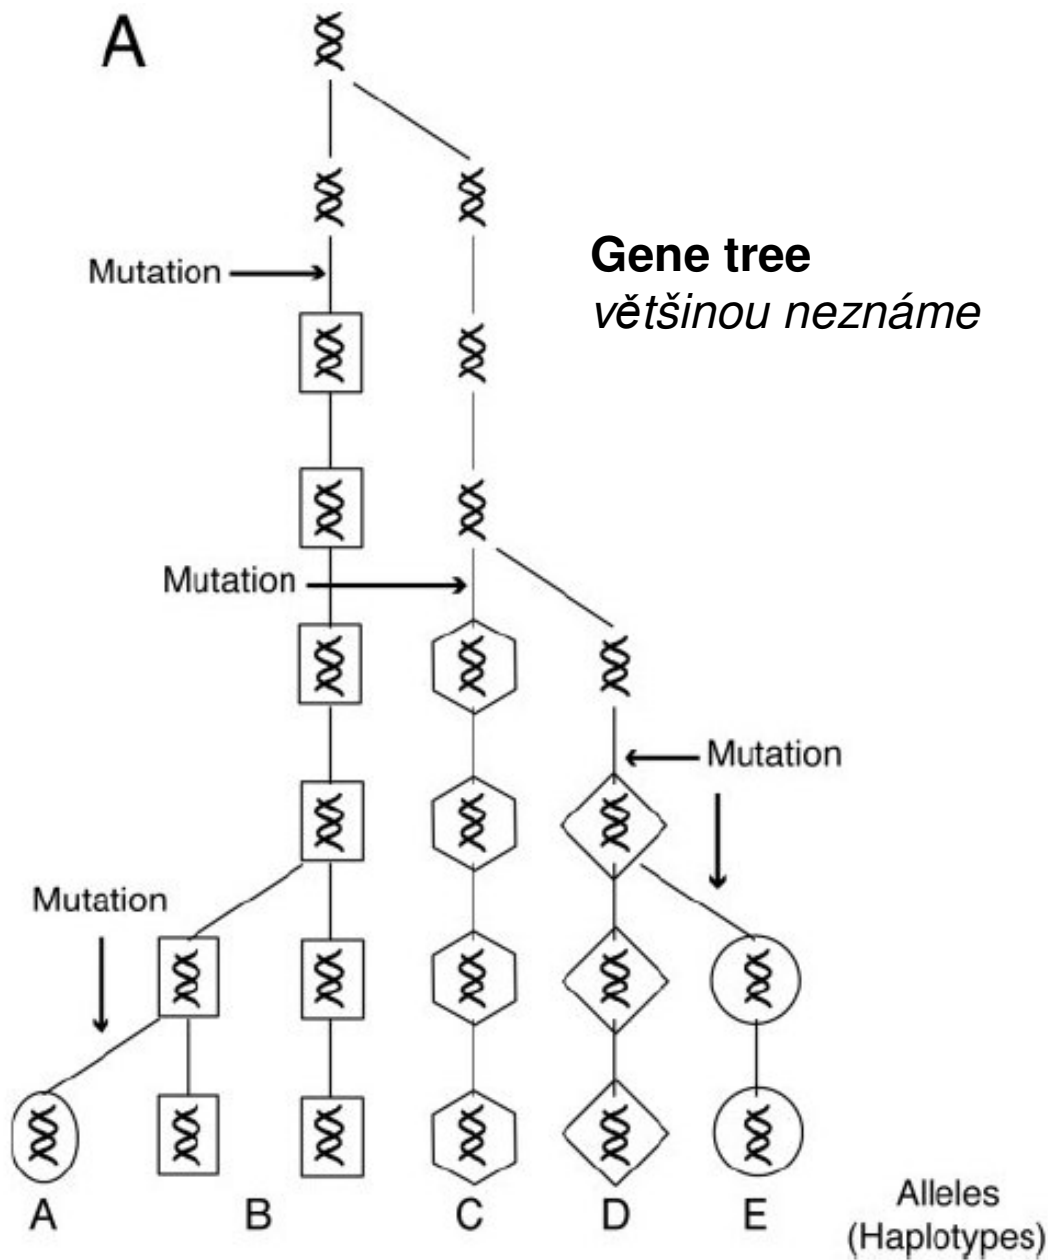 A
Gene tree
většinou neznáme
Mutation
Mutation
Mutation
Mutation
A B C D E
Alleles
(Haplotypes)